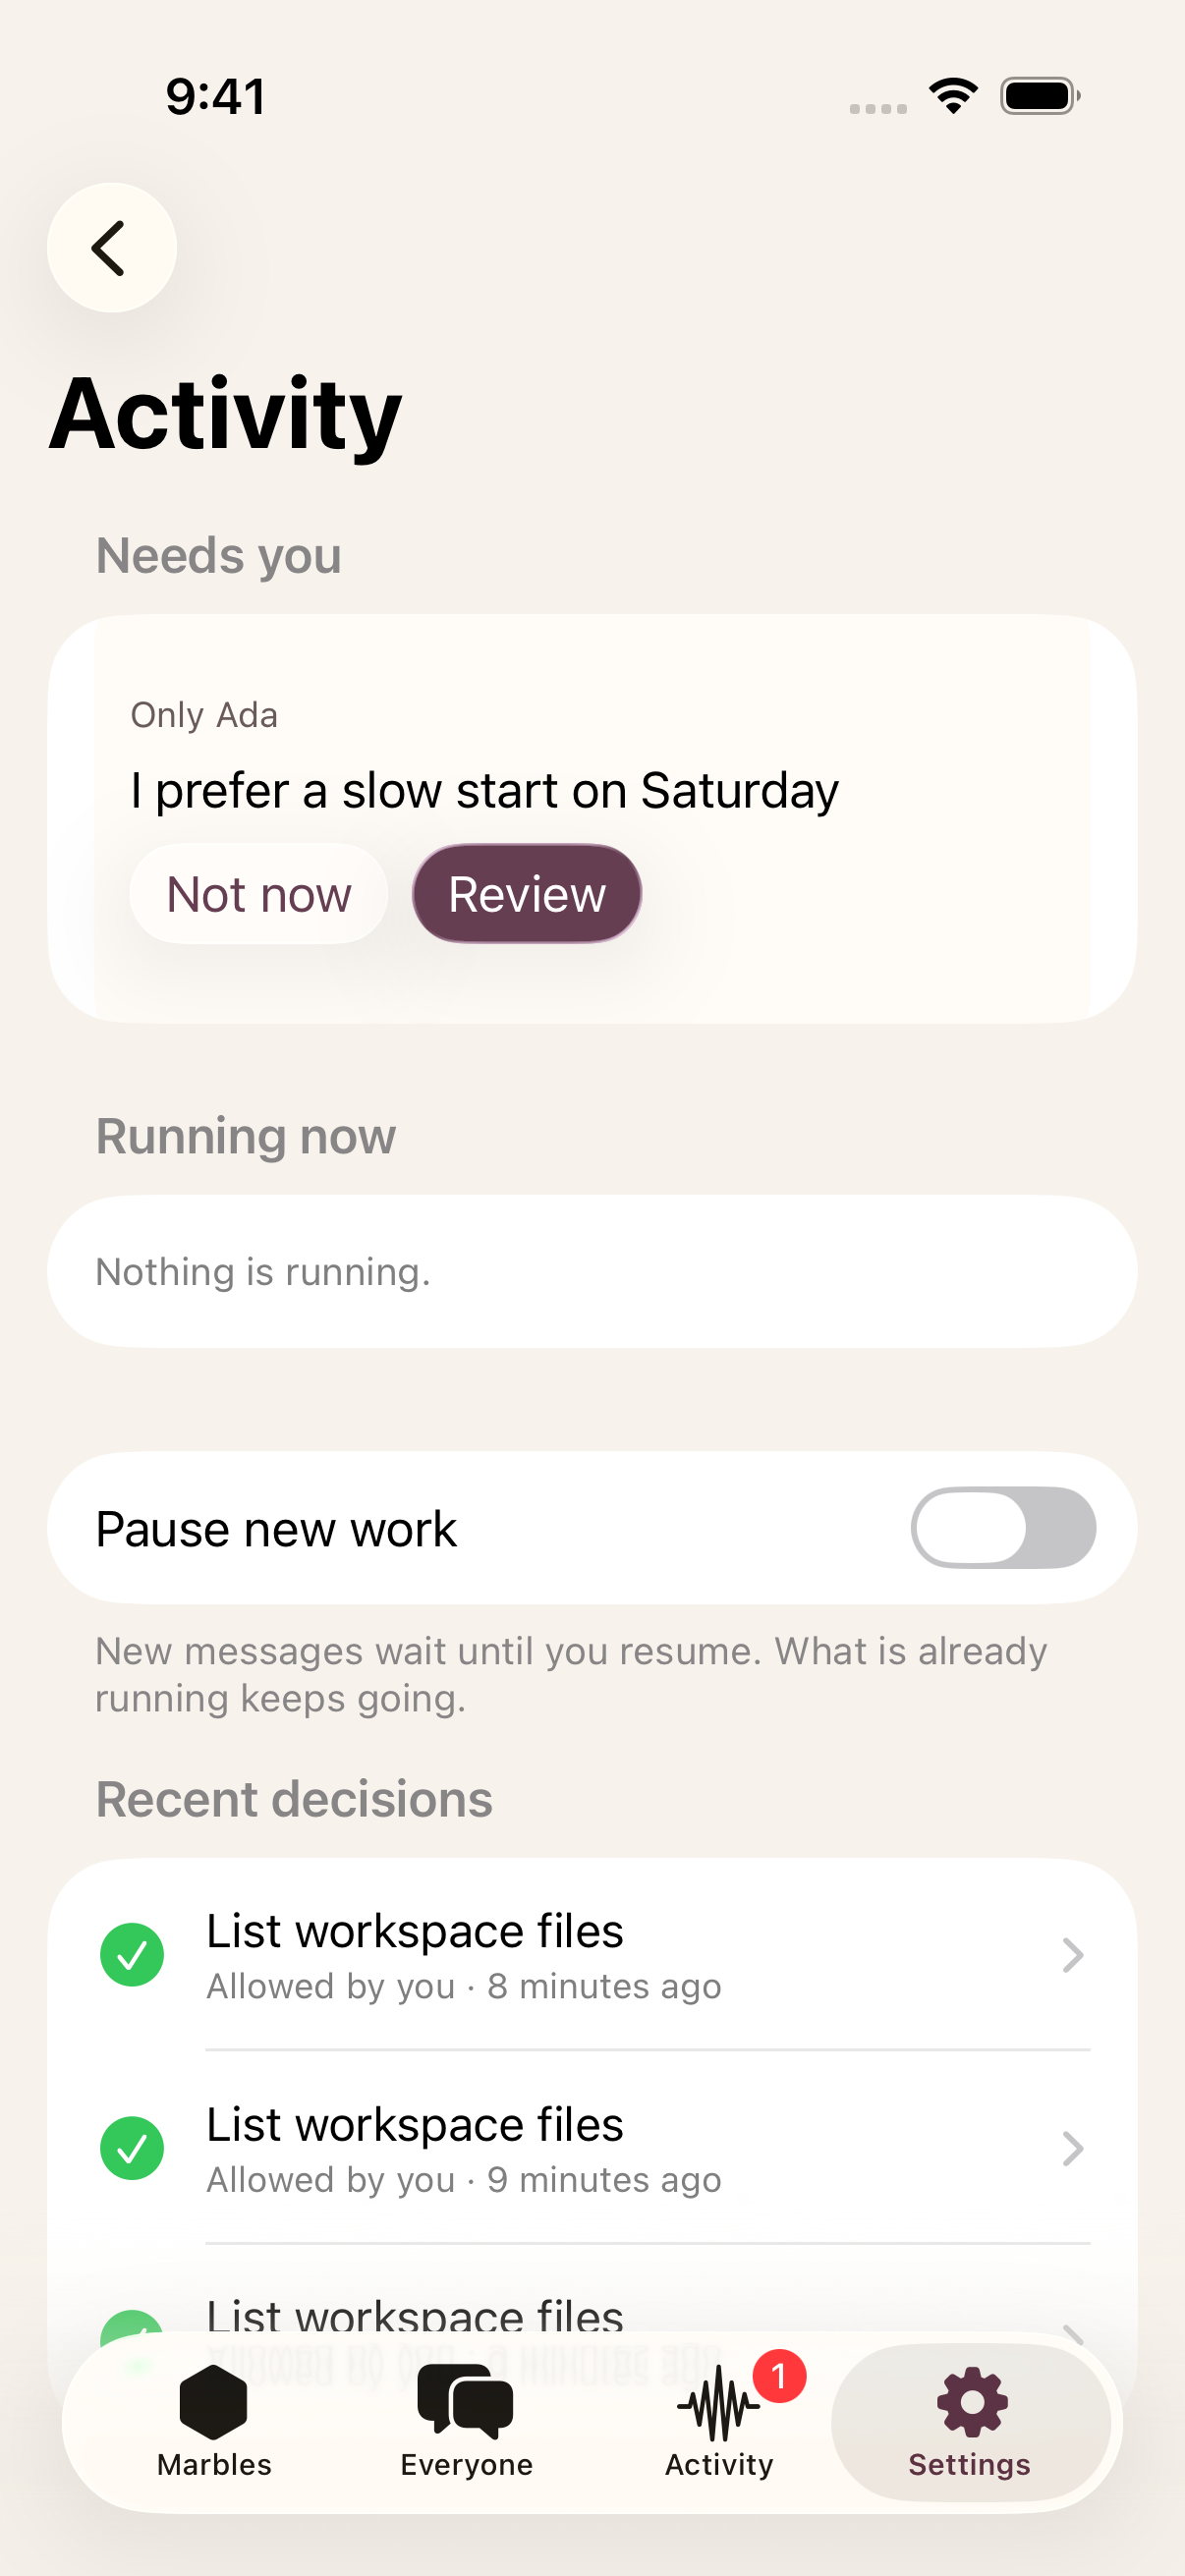 9:41
Activity
Needs you
Only Ada
I prefer a slow start on Saturday
Not now
Review
Running now
Nothing is running.
Pause new work
New messages wait until you resume. What is already
running keeps going.
Recent decisions
List workspace files
Allowed by you · 8 minutes ago
List workspace files
Allowed by you · 9 minutes ago
List workspace files
1
Marbles
Everyone
Activity
Settings